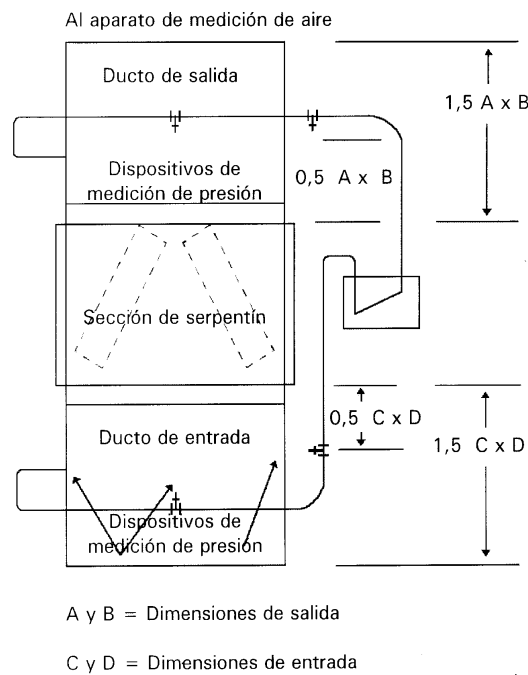 Al aparato de medición de aire
Ducto de salida
1,5 A x B
Dispositivos de
medición de presión
0,5 A x B
Sección de serpentín
0,5 C x D
Ducto de entrada
1,5 C x D
Dispositivos de
medición de presión
A y B = Dimensiones de salida
C y D = Dimensiones de entrada